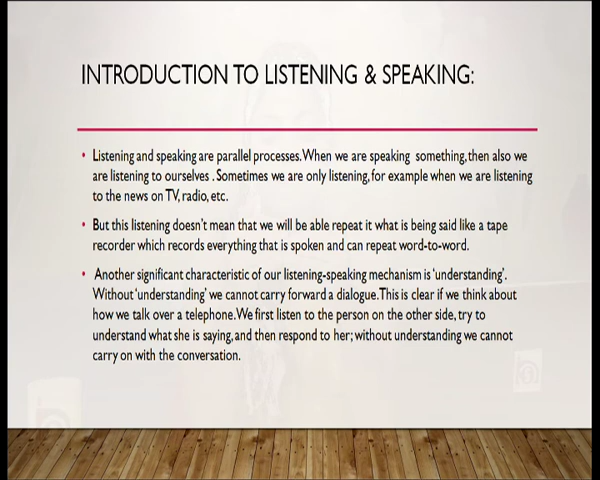 INTRODUCTION TO LISTENING & SPEAKING:
• Listening and speaking are parallel processes. When we are speaking something, then also we
are listening to ourselves . Sometimes we are only listening, for example when we are listening
to the news on TV, radio, etc.
• But this listening doesn't mean that we will be able repeat it what is being said like a tape
recorder which records everything that is spoken and can repeat word-to-word.
• Another significant characteristic of our listening-speaking mechanism is 'understanding'.
Without 'understanding' we cannot carry forward a dialogue. This is clear if we think about
how we talk over a telephone. We first listen to the person on the other side, try to
understand what she is saying, and then respond to her; without understanding we cannot
carry on with the conversation.